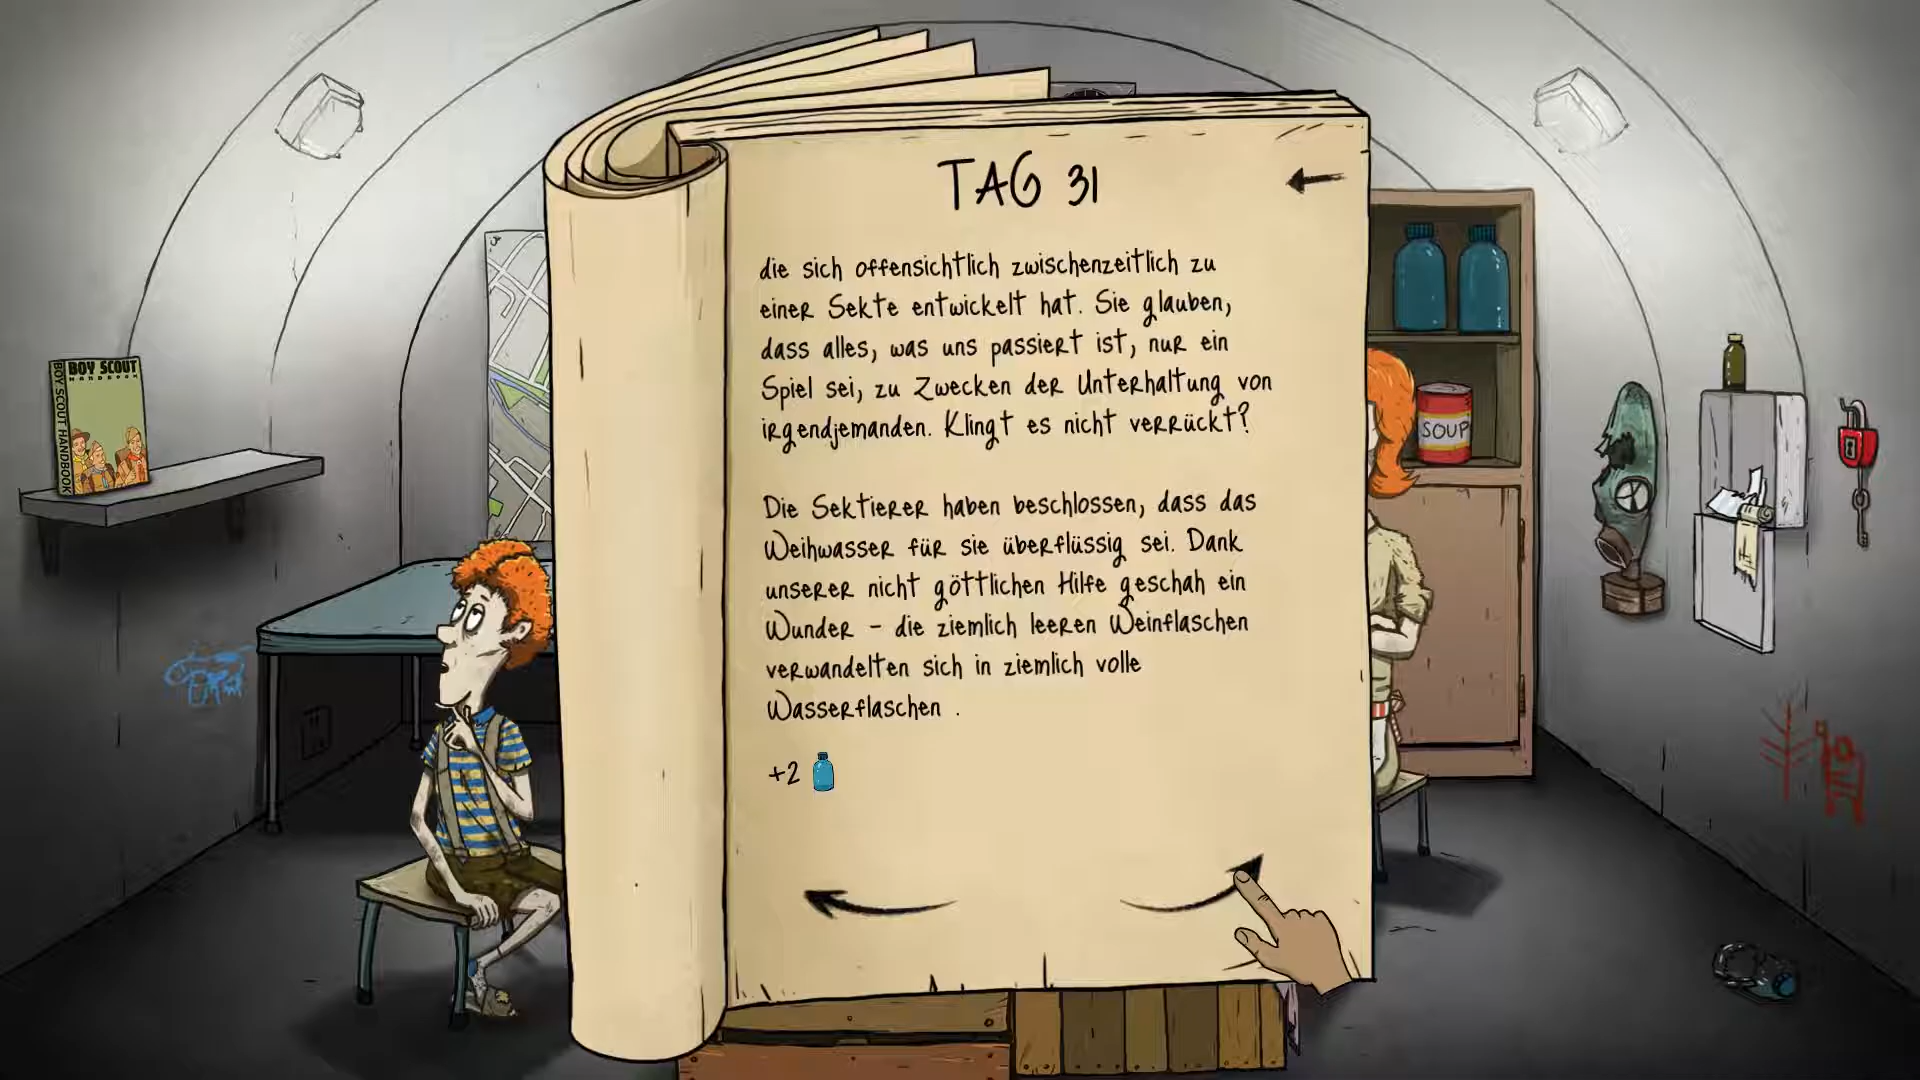 TAG 31
die sich offensichtlich zwischenzeitlich zu
einer Sekte entwickelt hat. Sie glauben,
dass alles, was uns passiert ist, nur ein
Spiel sei, zu Zwecken der Unterhaltung von
irgendjemanden. Klingt es nicht verrückt?
Die Sektierer haben beschlossen, dass das
Weihwasser für sie überflüssig sei. Dank
unserer nicht göttlichen Hilfe geschah ein
Wunder - die ziemlich leeren Weinflaschen
verwandelten sich in ziemlich volle
Wasserflaschen .
+2
BOY SCOUT
HANDBOOK
BOY SCOUT HANDBOOK
SOUP